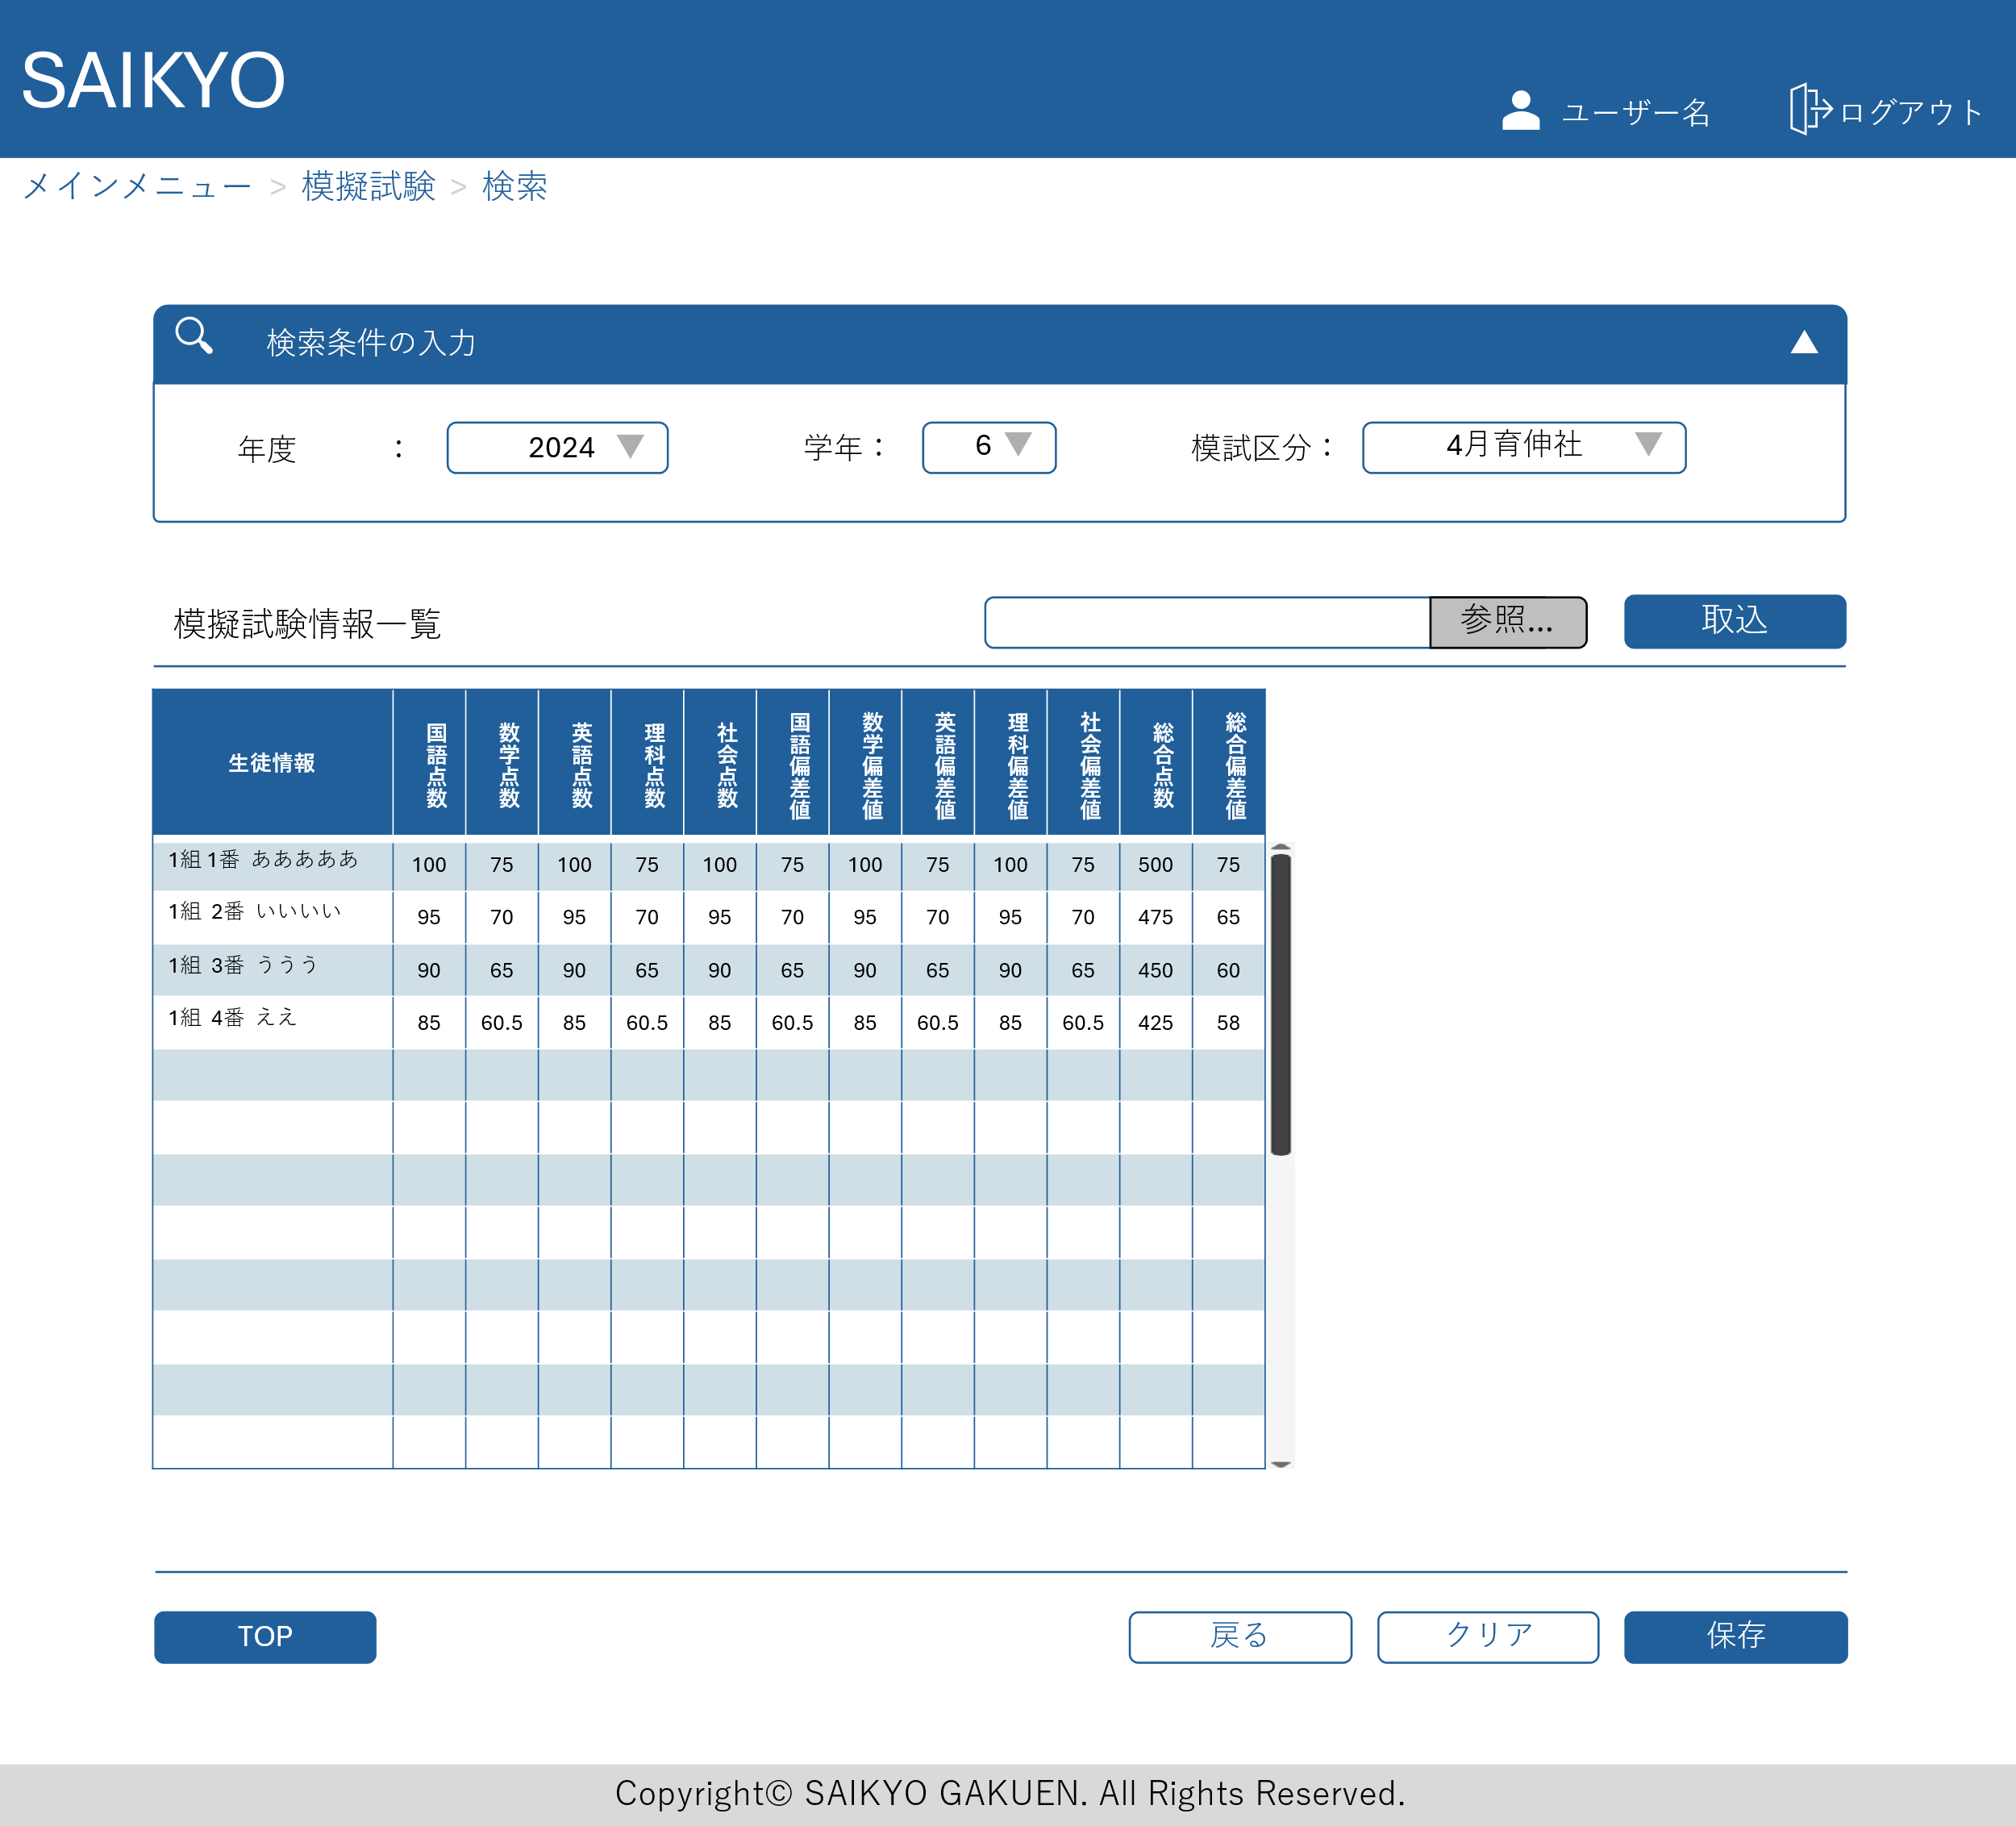 SAIKYO
ユーザー名 ログアウト
メインメニュー > 模擬試験 > 検索
検索条件の入力
年度 : 2024 学年: 6 模試区分: 4月育伸社
模擬試験情報一覧 参照... 取込
生徒情報 国語点数 数学点数 英語点数 理科点数 社会点数 国語偏差値 数学偏差値 英語偏差値 理科偏差値 社会偏差値 総合点数 総合偏差値
1組 1番 あああああ 100 75 100 75 100 75 100 75 100 75 500 75
1組 2番 いいいい 95 70 95 70 95 70 95 70 95 70 475 65
1組 3番 ううう 90 65 90 65 90 65 90 65 90 65 450 60
1組 4番 ええ 85 60.5 85 60.5 85 60.5 85 60.5 85 60.5 425 58
TOP 戻る クリア 保存
Copyright© SAIKYO GAKUEN. All Rights Reserved.